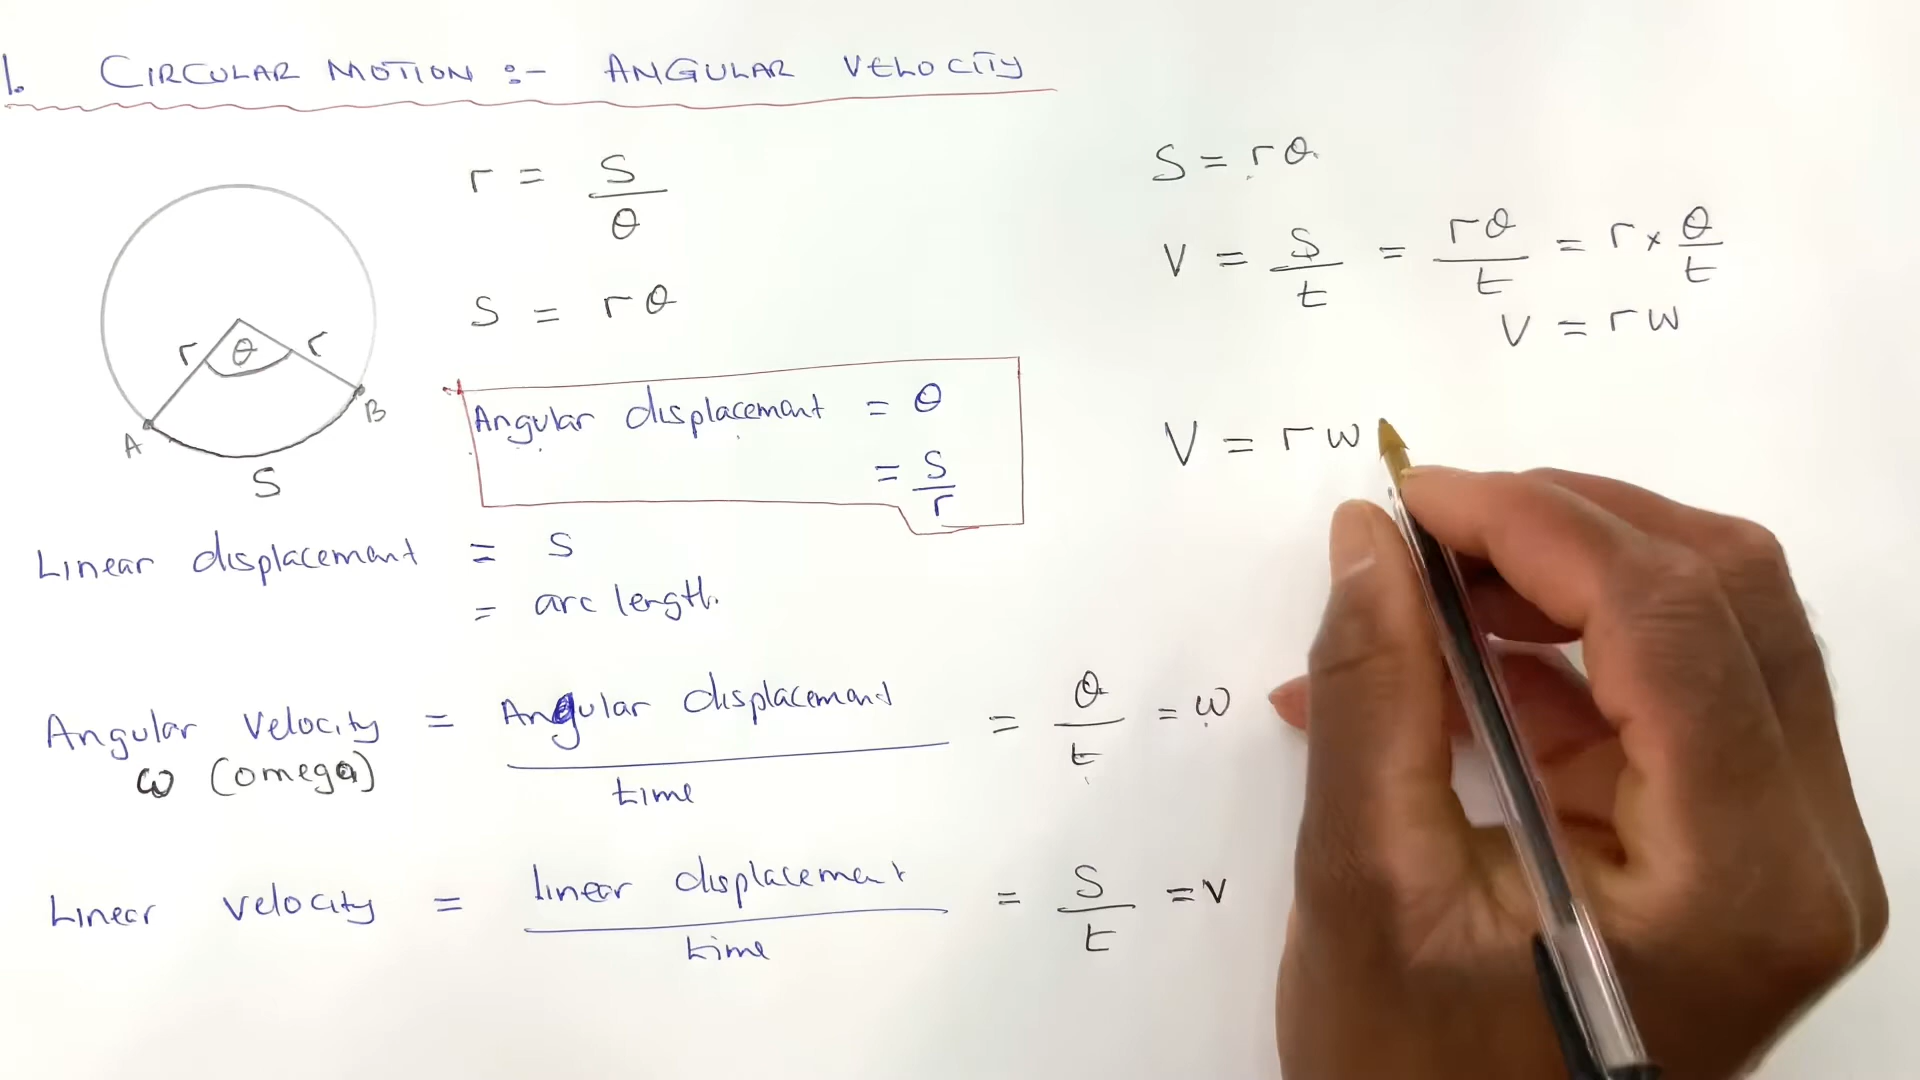 1. CIRCULAR MOTION :- ANGULAR VELOCITY
r = S/θ
S = rθ
r θ r
A B
S
Angular displacement = θ
= S/r
Linear displacement = S
= arc length.
Angular velocity = Angular displacement / time = θ/t = ω
ω (omega)
Linear velocity = linear displacement / time = S/t = v
S = rθ
V = S/t = rθ/t = r × θ/t
V = rω
V = rω